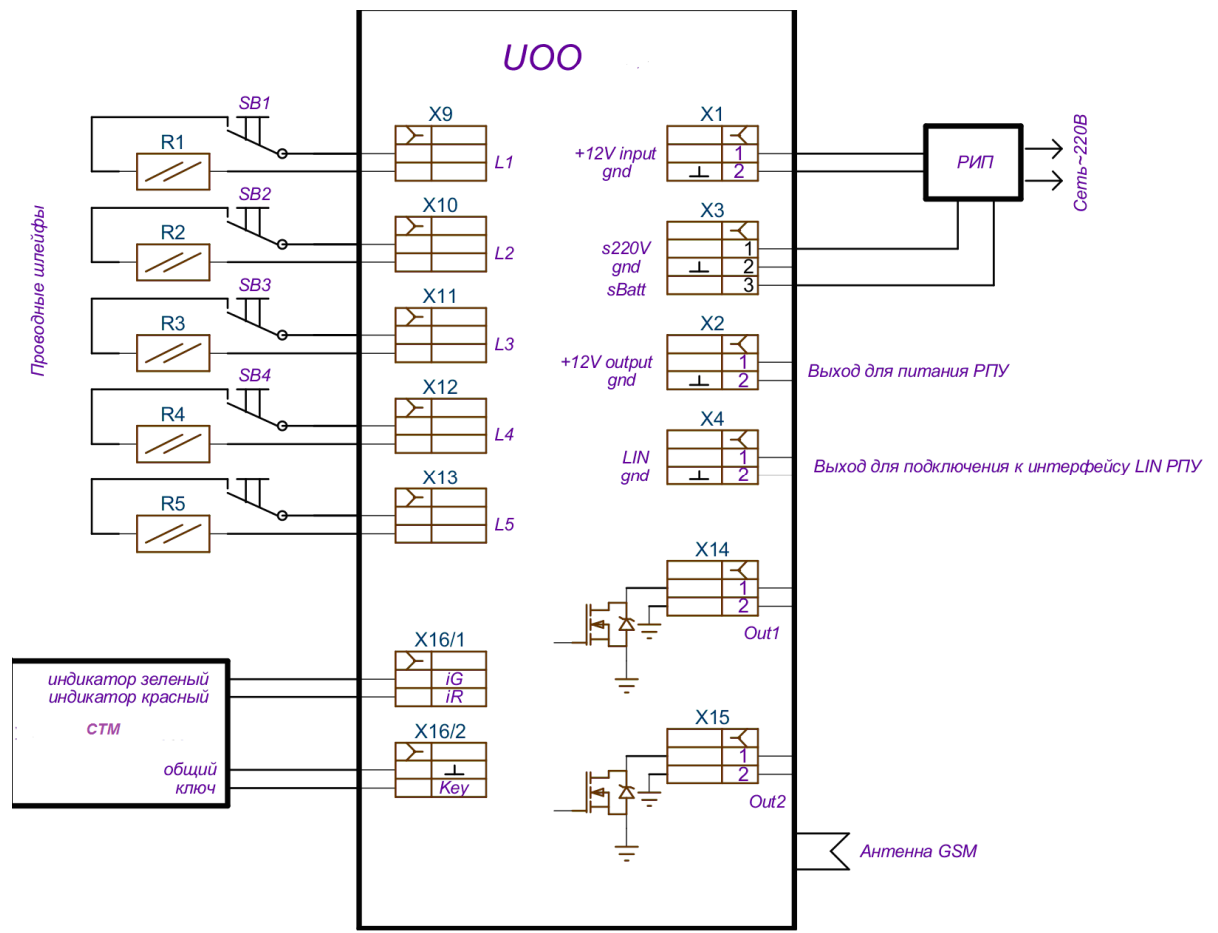 UOO
Проводные шлейфы
SB1
R1
X9
L1
SB2
R2
X10
L2
SB3
R3
X11
L3
SB4
R4
X12
L4
R5
X13
L5
индикатор зеленый
индикатор красный
СТМ
общий
ключ
X16/1
iG
iR
X16/2
Key
X1
+12V input
1
gnd
2
РИП
Сеть~220В
X3
s220V
1
gnd
2
sBatt
3
X2
+12V output
1
gnd
2
Выход для питания РПУ
X4
LIN
1
gnd
2
Выход для подключения к интерфейсу LIN РПУ
X14
1
2
Out1
X15
1
2
Out2
Антенна GSM